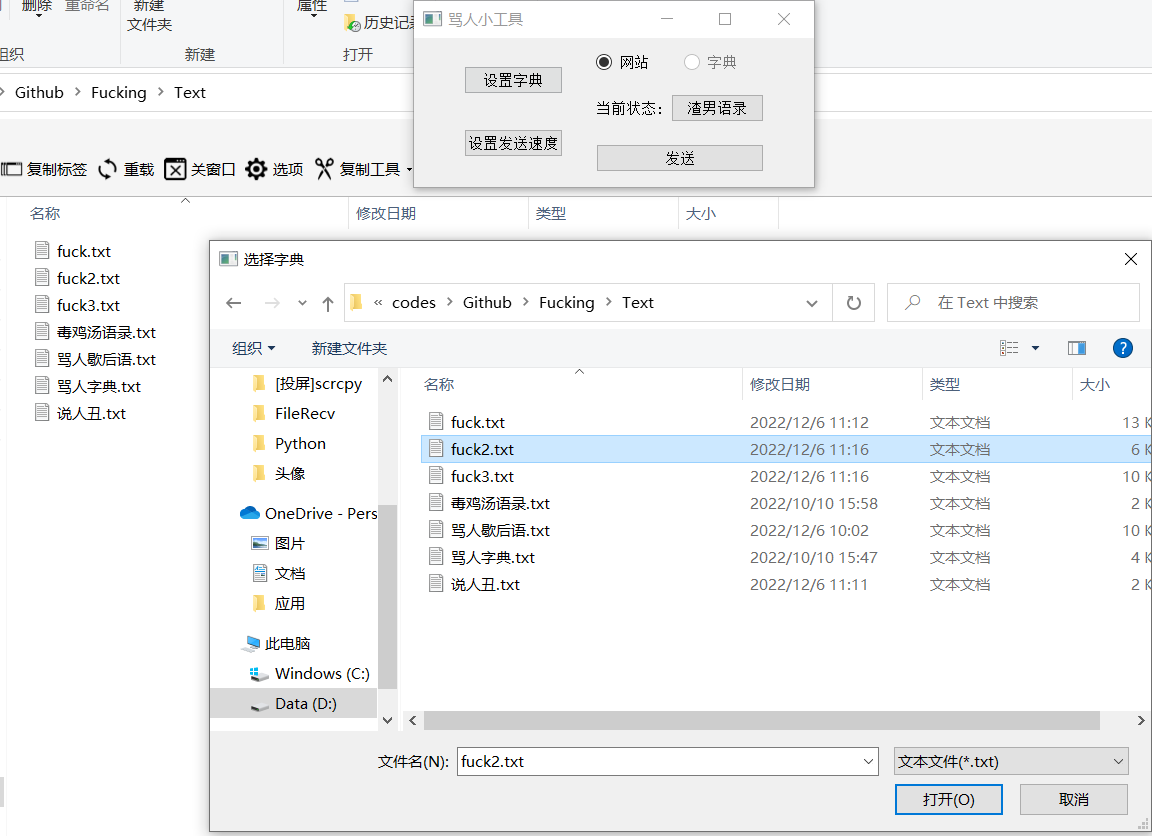 删除 重命名 新建
文件夹
属性
历史记录
组织 新建 打开
Github Fucking Text
复制标签 重载 关窗口 选项 复制工具
名称 修改日期 类型 大小
fuck.txt
fuck2.txt
fuck3.txt
毒鸡汤语录.txt
骂人歇后语.txt
骂人字典.txt
说人丑.txt
骂人小工具
设置字典
网站 字典
当前状态: 渣男语录
设置发送速度
发送
选择字典
« codes Github Fucking Text
在 Text 中搜索
组织 新建文件夹
[投屏]scrcpy
FileRecv
Python
头像
OneDrive - Pers
图片
文档
应用
此电脑
Windows (C:)
Data (D:)
名称 修改日期 类型 大小
fuck.txt 2022/12/6 11:12 文本文档 13 K
fuck2.txt 2022/12/6 11:16 文本文档 6 K
fuck3.txt 2022/12/6 11:16 文本文档 10 K
毒鸡汤语录.txt 2022/10/10 15:58 文本文档 2 K
骂人歇后语.txt 2022/12/6 10:02 文本文档 10 K
骂人字典.txt 2022/10/10 15:47 文本文档 4 K
说人丑.txt 2022/12/6 11:11 文本文档 2 K
文件名(N): fuck2.txt 文本文件(*.txt)
打开(O) 取消